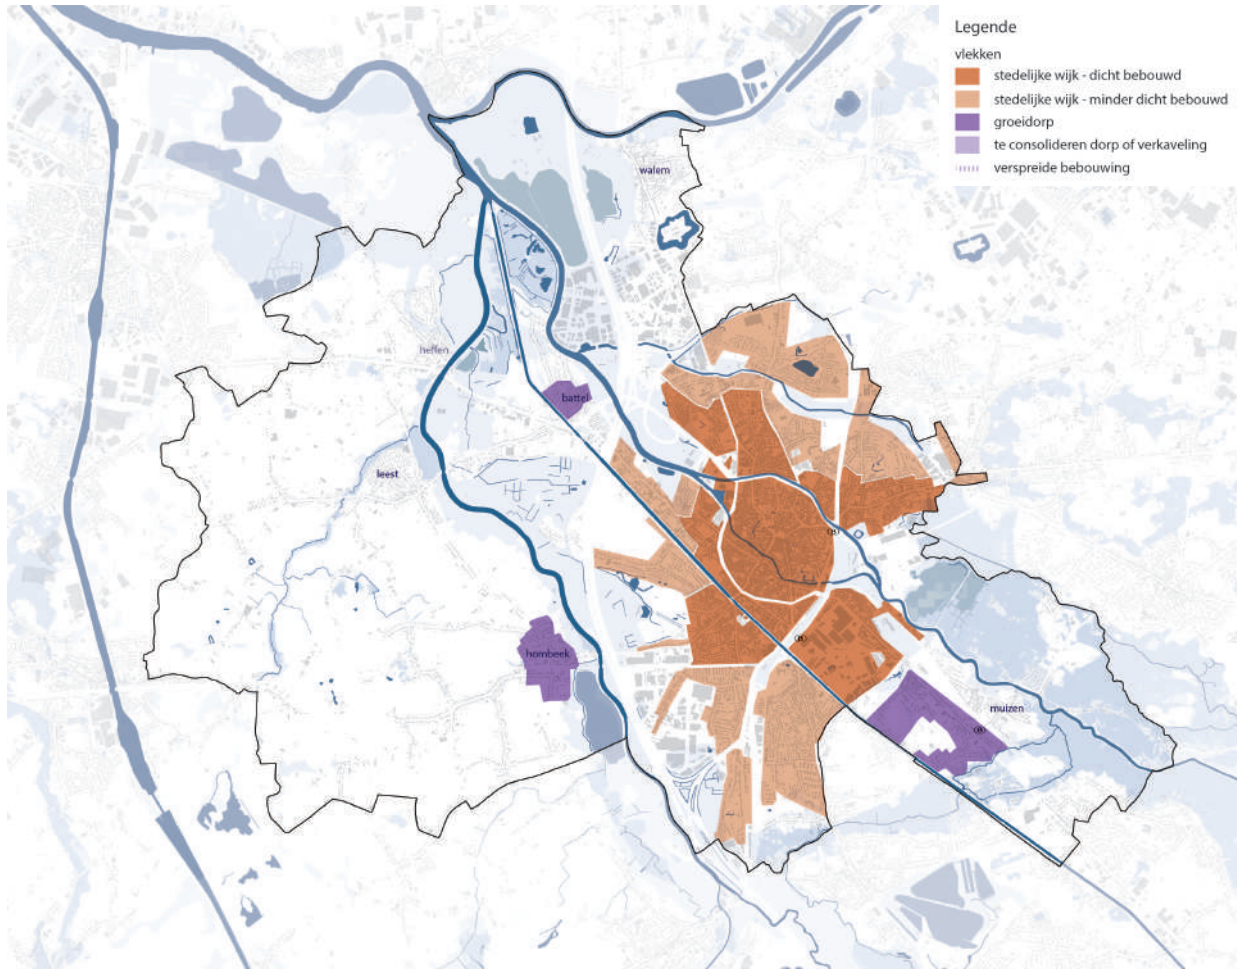 Legende
vlekken
stedelijke wijk - dicht bebouwd
stedelijke wijk - minder dicht bebouwd
groeidorp
te consolideren dorp of verkaveling
verspreide bebouwing
walem
heffen
battel
leest
hombeek
muizen